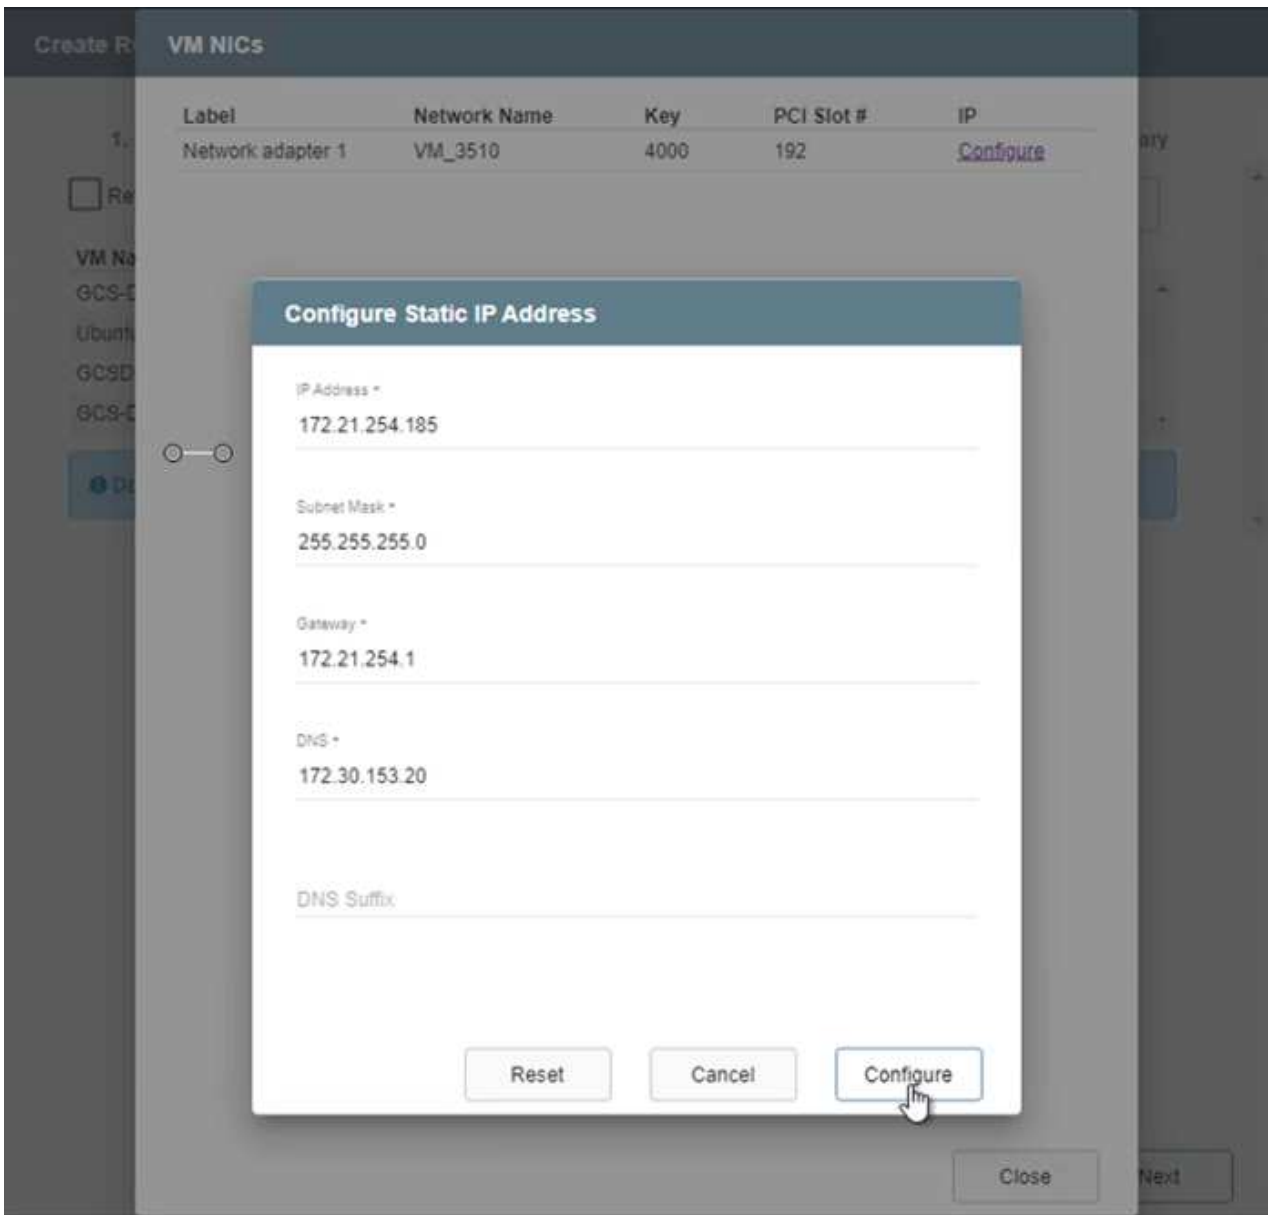 Create R
VM NICs
Label Network Name Key PCI Slot # IP
1.
Network adapter 1 VM_3510 4000 192 Configure
ary
Re
VM Na
GCS-D
Ubuntu
GCSD
GCS-D
Configure Static IP Address
IP Address *
172.21.254.185
Subnet Mask *
255.255.255.0
Gateway *
172.21.254.1
DNS *
172.30.153.20
DNS Suffix
Reset Cancel Configure
Close Next